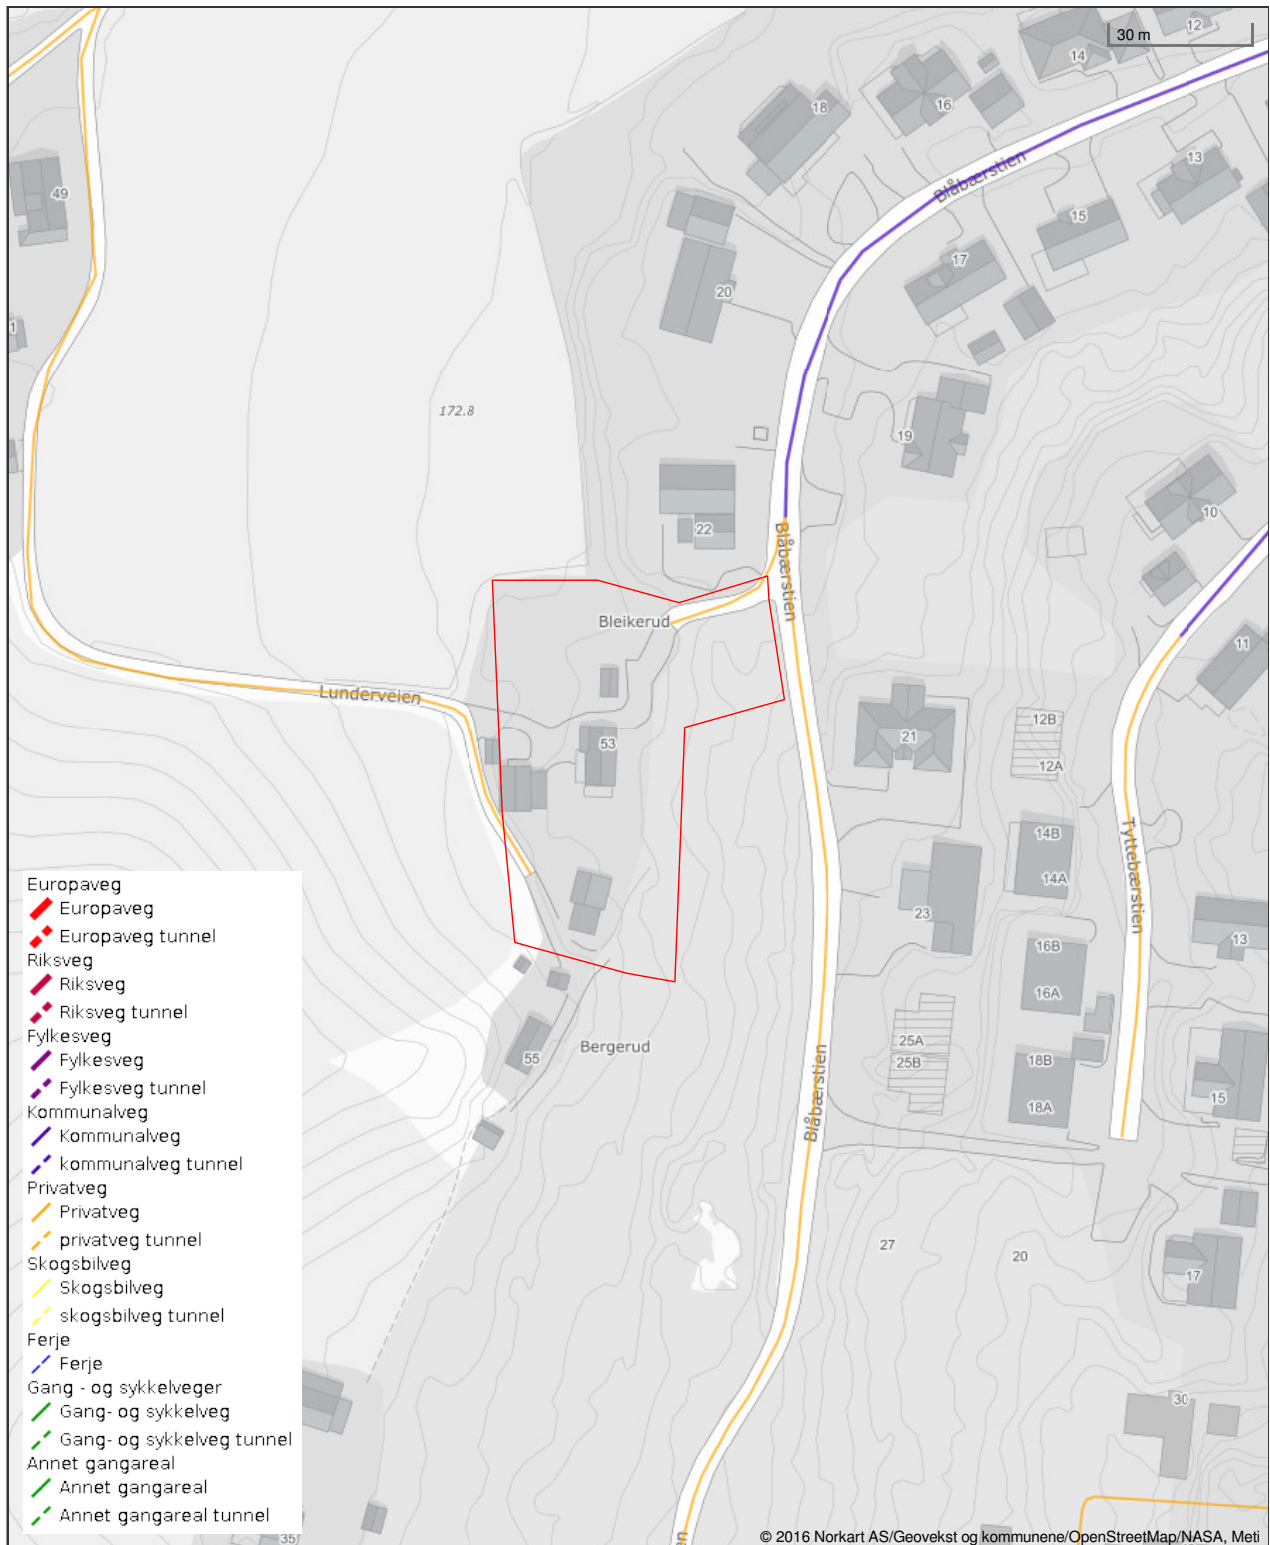 30 m
12
14
16
18
13
Blåbærstien
15
49
17
20
1
172.8
19
10
22
Blåbærstien
Bleikerud
11
Lunderveien
12B
21
53
12A
14B
Tyttebærstien
14A
23
13
16B
16A
25A
Bergerud
55
25B
18B
Blåbærstien
15
18A
27
20
17
30
35
en
Europaveg
Europaveg
Europaveg tunnel
Riksveg
Riksveg
Riksveg tunnel
Fylkesveg
Fylkesveg
Fylkesveg tunnel
Kommunalveg
Kommunalveg
kommunalveg tunnel
Privatveg
Privatveg
privatveg tunnel
Skogsbilveg
Skogsbilveg
skogsbilveg tunnel
Ferje
Ferje
Gang - og sykkelveger
Gang- og sykkelveg
Gang- og sykkelveg tunnel
Annet gangareal
Annet gangareal
Annet gangareal tunnel
© 2016 Norkart AS/Geovekst og kommunene/OpenStreetMap/NASA, Meti